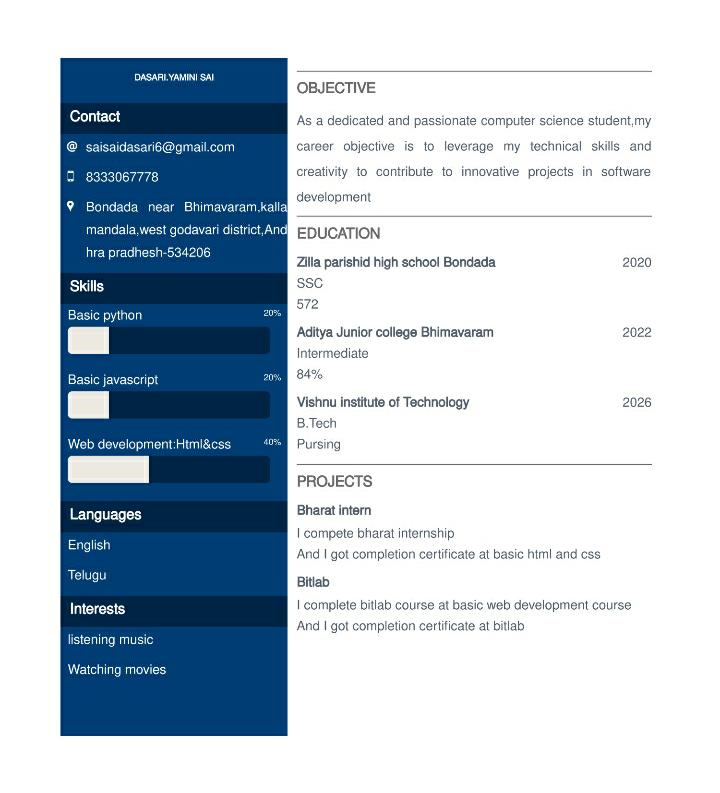 DASARI.YAMINI SAI
Contact
@ saisaidasari6@gmail.com
8333067778
Bondada near Bhimavaram,kalla
mandala,west godavari district,And
hra pradhesh-534206
Skills
Basic python 20%
Basic javascript 20%
Web development:Html&css 40%
Languages
English
Telugu
Interests
listening music
Watching movies
OBJECTIVE
As a dedicated and passionate computer science student,my
career objective is to leverage my technical skills and
creativity to contribute to innovative projects in software
development
EDUCATION
Zilla parishid high school Bondada 2020
SSC
572
Aditya Junior college Bhimavaram 2022
Intermediate
84%
Vishnu institute of Technology 2026
B.Tech
Pursing
PROJECTS
Bharat intern
I compete bharat internship
And I got completion certificate at basic html and css
Bitlab
I complete bitlab course at basic web development course
And I got completion certificate at bitlab